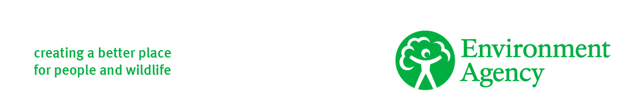 creating a better place
for people and wildlife
Environment
Agency